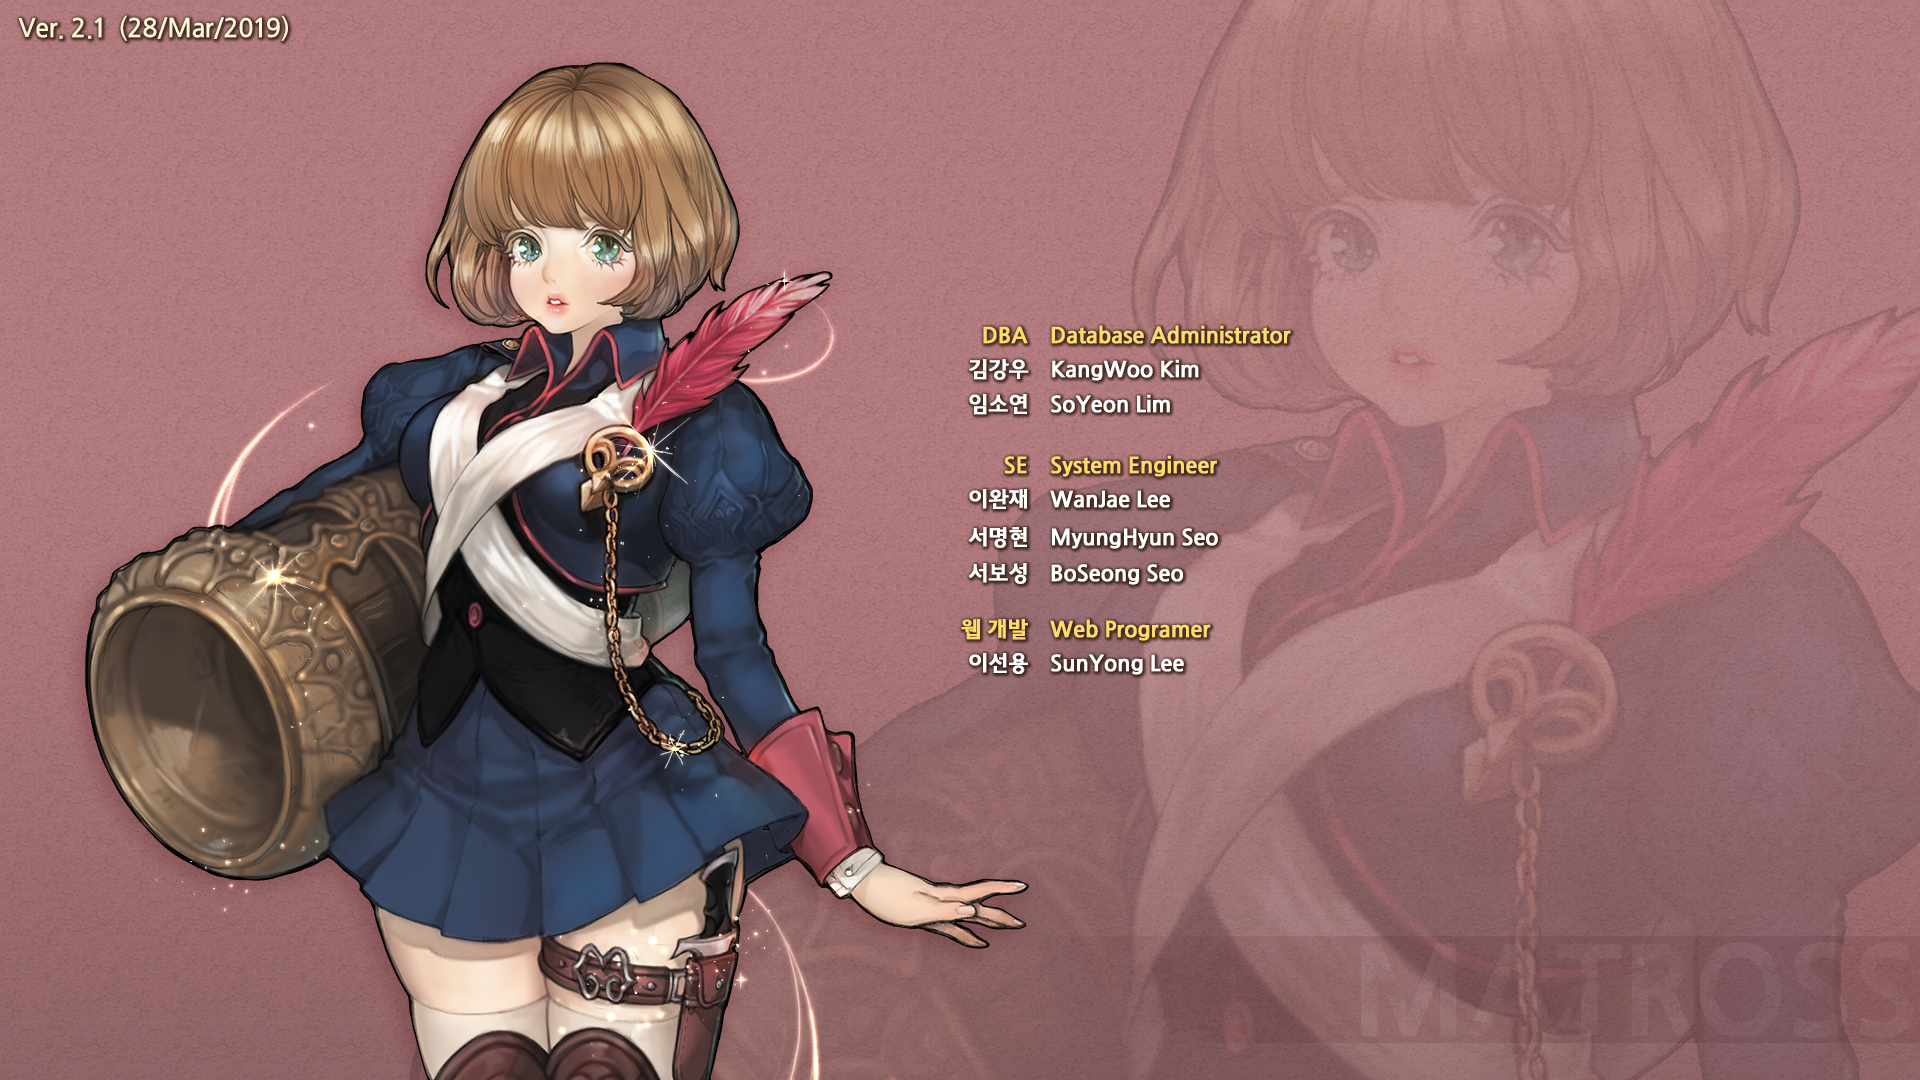 Ver. 2.1 (28/Mar/2019)
DBA Database Administrator
김강우 KangWoo Kim
임소연 SoYeon Lim
SE System Engineer
이완재 WanJae Lee
서명현 MyungHyun Seo
서보성 BoSeong Seo
웹 개발 Web Programer
이선용 SunYong Lee
MATROSS